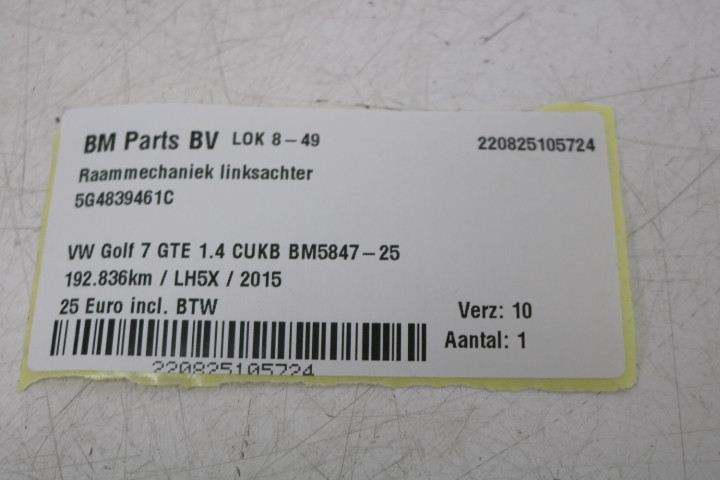 BM Parts BV LOK 8-49 220825105724
Raammechaniek linksachter
5G4839461C
VW Golf 7 GTE 1.4 CUKB BM5847-25
192.836km / LH5X / 2015
25 Euro incl. BTW
Verz: 10
Aantal: 1
220825105724